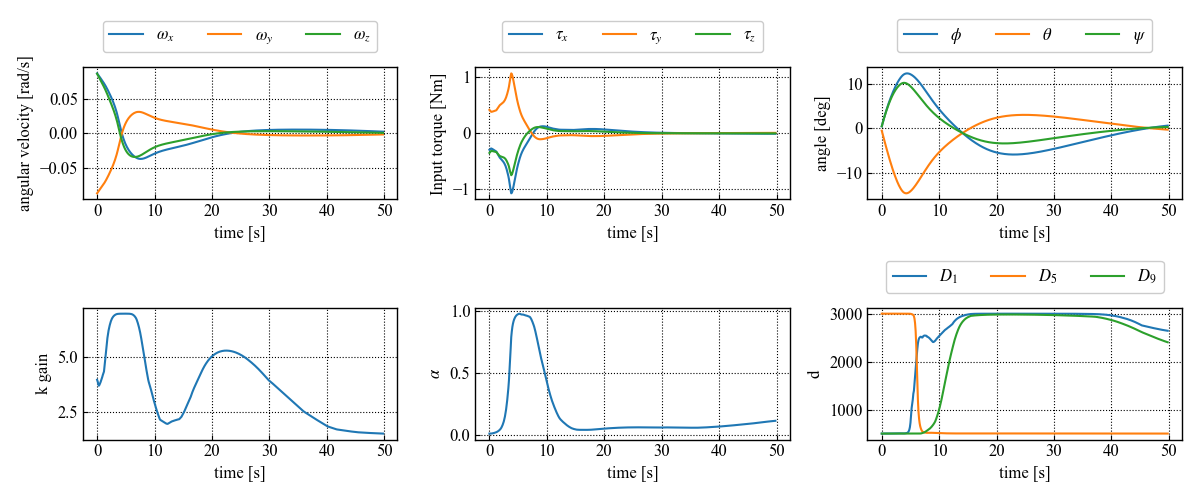 ωx ωy ωz
angular velocity [rad/s]
0.05
0.00
−0.05
0 10 20 30 40 50
time [s]
τx τy τz
Input torque [Nm]
1
0
−1
0 10 20 30 40 50
time [s]
ϕ θ ψ
angle [deg]
10
0
−10
0 10 20 30 40 50
time [s]
k gain
5.0
2.5
0 10 20 30 40 50
time [s]
α
1.0
0.5
0.0
0 10 20 30 40 50
time [s]
D1 D5 D9
d
3000
2000
1000
0 10 20 30 40 50
time [s]